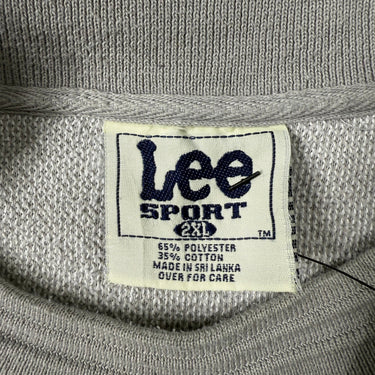 Lee
SPORT
2XL
TM
65% POLYESTER
35% COTTON
MADE IN SRI LANKA
OVER FOR CARE